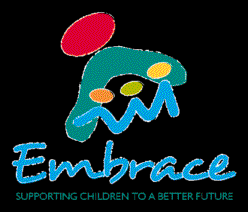 Embrace
SUPPORTING CHILDREN TO A BETTER FUTURE